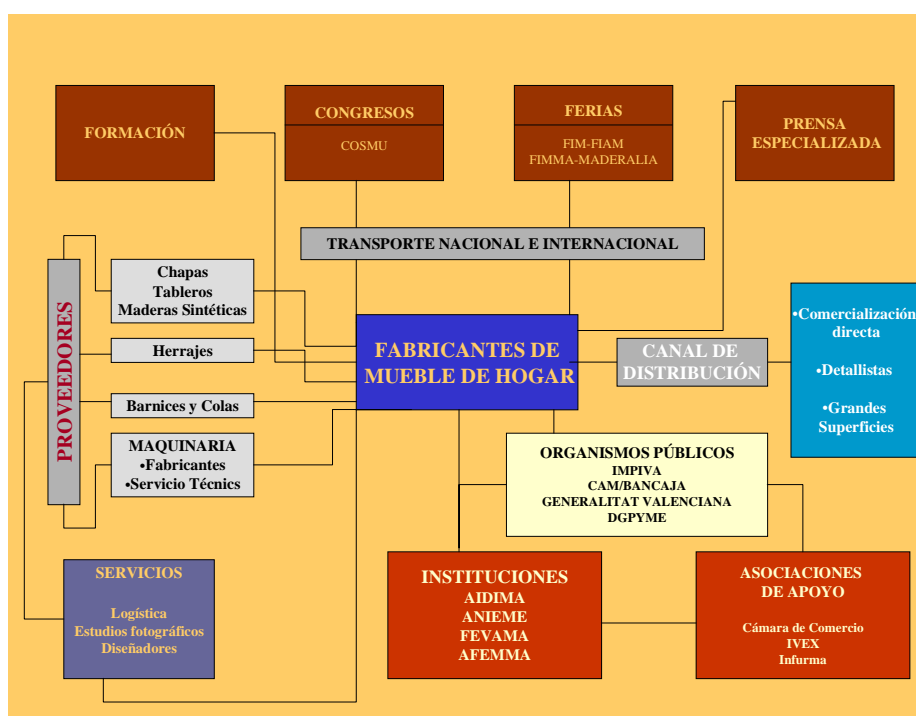 FORMACIÓN
CONGRESOS
COSMU
FERIAS
FIM-FIAM
FIMMA-MADERALIA
PRENSA
ESPECIALIZADA
TRANSPORTE NACIONAL E INTERNACIONAL
PROVEEDORES
Chapas
Tableros
Maderas Sintéticas
Herrajes
Barnices y Colas
MAQUINARIA
•Fabricantes
•Servicio Técnics
FABRICANTES DE
MUEBLE DE HOGAR
CANAL DE
DISTRIBUCIÓN
•Comercialización
directa
•Detallistas
•Grandes
Superficies
ORGANISMOS PÚBLICOS
IMPIVA
CAM/BANCAJA
GENERALITAT VALENCIANA
DGPYME
SERVICIOS
Logística
Estudios fotográficos
Diseñadores
INSTITUCIONES
AIDIMA
ANIEME
FEVAMA
AFEMMA
ASOCIACIONES
DE APOYO
Cámara de Comercio
IVEX
Infurma